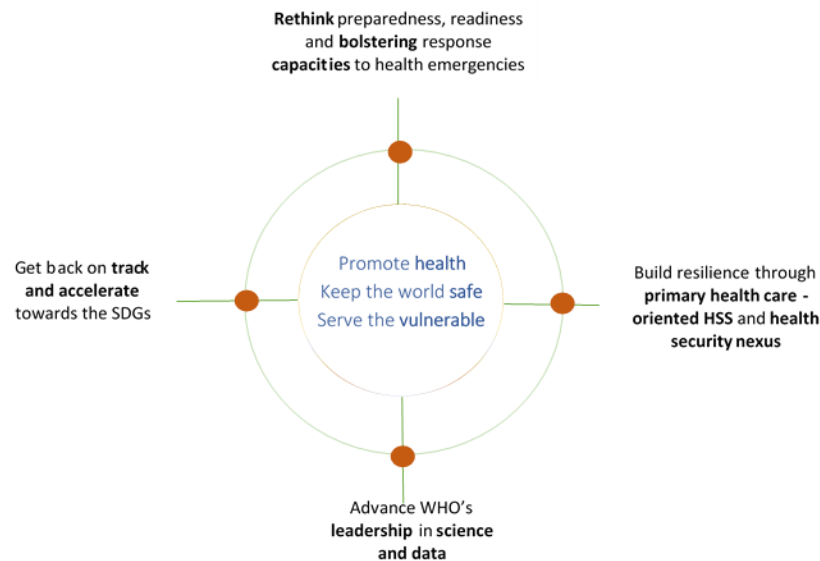 Rethink preparedness, readiness
and bolstering response
capacities to health emergencies
Get back on track
and accelerate
towards the SDGs
Promote health
Keep the world safe
Serve the vulnerable
Build resilience through
primary health care -
oriented HSS and health
security nexus
Advance WHO's
leadership in science
and data